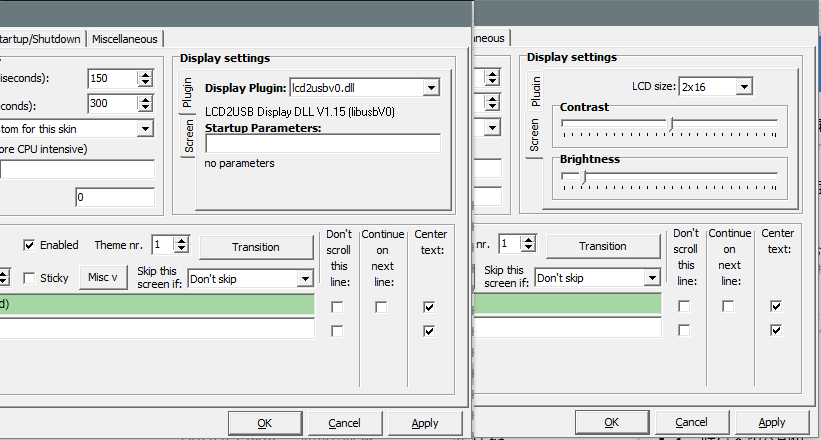 tartup/Shutdown
Miscellaneous
iseconds):
150
conds):
300
tom for this skin
ore CPU intensive)
0
Display settings
Plugin
Screen
Display Plugin:
lcd2usbv0.dll
LCD2USB Display DLL V1.15 (libusbV0)
Startup Parameters:
no parameters
Enabled
Theme nr.
1
Transition
Sticky
Misc v
Skip this
screen if:
Don't skip
Don't
scroll
this
line:
Continue
on
next
line:
Center
text:
d)
OK
Cancel
Apply
neous
Display settings
Plugin
Screen
LCD size:
2x16
Contrast
Brightness
nr.
1
Transition
Skip this
screen if:
Don't skip
Don't
scroll
this
line:
Continue
on
next
line:
Center
text:
OK
Cancel
Apply